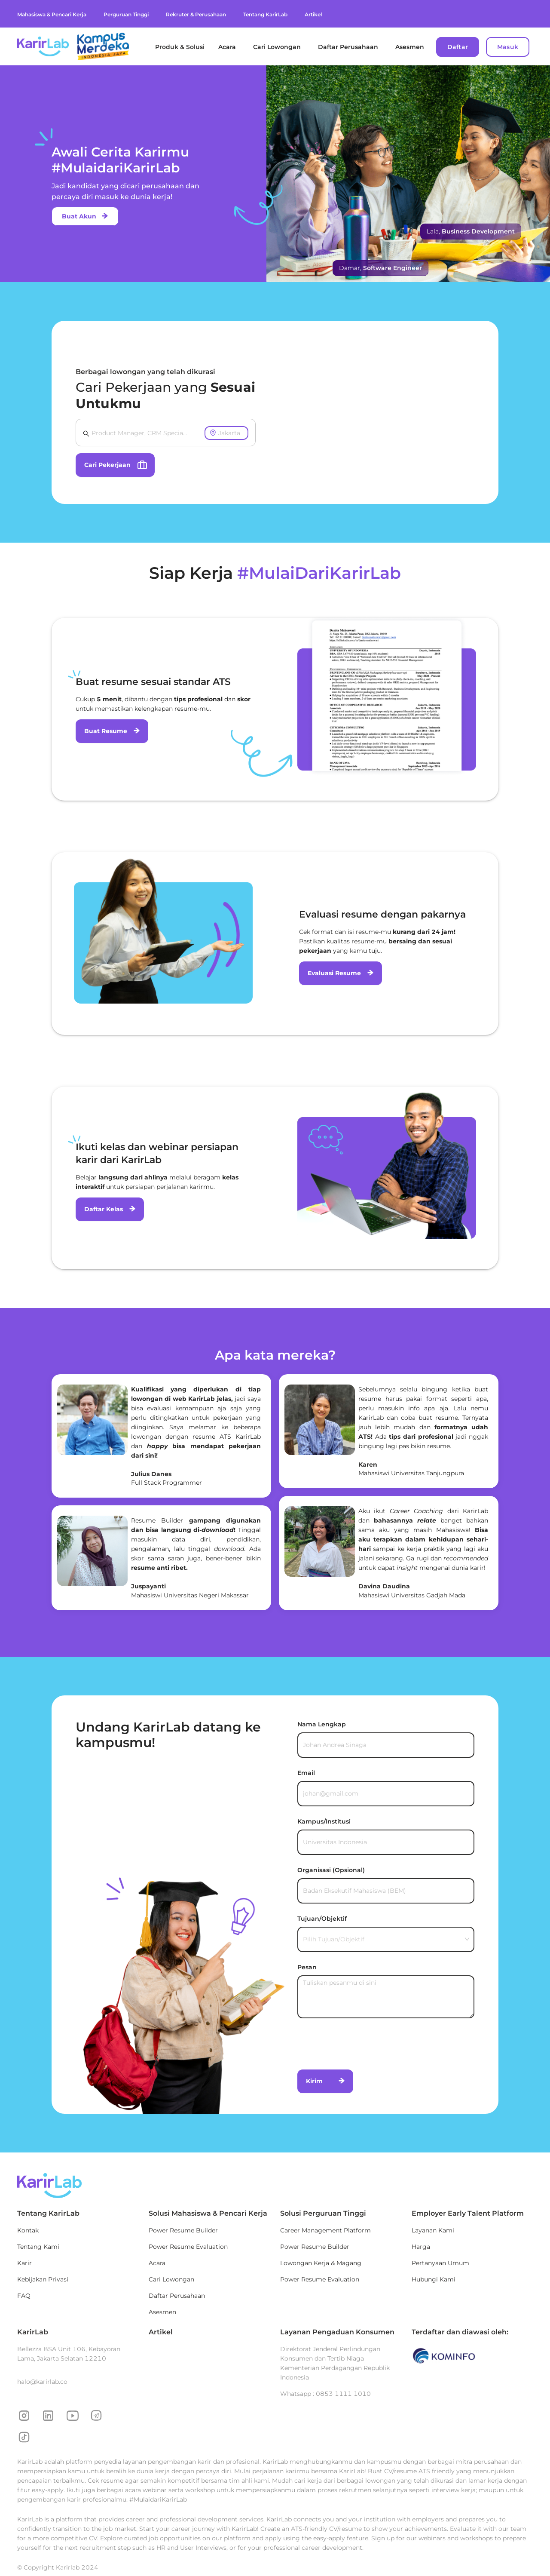 Mahasiswa & Pencari Kerja Perguruan Tinggi Rekruter & Perusahaan Tentang KarirLab Artikel
KarirLab Kampus Merdeka INDONESIA JAYA Produk & Solusi Acara Cari Lowongan Daftar Perusahaan Asesmen Daftar Masuk
Awali Cerita Karirmu
#MulaidariKarirLab
Jadi kandidat yang dicari perusahaan dan
percaya diri masuk ke dunia kerja!
Buat Akun
Lala, Business Development
Damar, Software Engineer
Berbagai lowongan yang telah dikurasi
Cari Pekerjaan yang Sesuai
Untukmu
Product Manager, CRM Specia... Jakarta
Cari Pekerjaan
Siap Kerja #MulaiDariKarirLab
Buat resume sesuai standar ATS
Cukup 5 menit, dibantu dengan tips profesional dan skor
untuk memastikan kelengkapan resume-mu.
Buat Resume
Evaluasi resume dengan pakarnya
Cek format dan isi resume-mu kurang dari 24 jam!
Pastikan kualitas resume-mu bersaing dan sesuai
pekerjaan yang kamu tuju.
Evaluasi Resume
Ikuti kelas dan webinar persiapan
karir dari KarirLab
Belajar langsung dari ahlinya melalui beragam kelas
interaktif untuk persiapan perjalanan karirmu.
Daftar Kelas
Apa kata mereka?
Kualifikasi yang diperlukan di tiap
lowongan di web KarirLab jelas, jadi saya
bisa evaluasi kemampuan aja saja yang
perlu ditingkatkan untuk pekerjaan yang
diinginkan. Saya melamar ke beberapa
lowongan dengan resume ATS KarirLab
dan happy bisa mendapat pekerjaan
dari sini!
Julius Danes
Full Stack Programmer
Resume Builder gampang digunakan
dan bisa langsung di-download! Tinggal
masukin data diri, pendidikan,
pengalaman, lalu tinggal download. Ada
skor sama saran juga, bener-bener bikin
resume anti ribet.
Juspayanti
Mahasiswi Universitas Negeri Makassar
Sebelumnya selalu bingung ketika buat
resume harus pakai format seperti apa,
perlu masukin info apa aja. Lalu nemu
KarirLab dan coba buat resume. Ternyata
jauh lebih mudah dan formatnya udah
ATS! Ada tips dari profesional jadi nggak
bingung lagi pas bikin resume.
Karen
Mahasiswi Universitas Tanjungpura
Aku ikut Career Coaching dari KarirLab
dan bahasannya relate banget bahkan
sama aku yang masih Mahasiswa! Bisa
aku terapkan dalam kehidupan sehari-
hari sampai ke kerja praktik yang lagi aku
jalani sekarang. Ga rugi dan recommended
untuk dapat insight mengenai dunia karir!
Davina Daudina
Mahasiswi Universitas Gadjah Mada
Undang KarirLab datang ke
kampusmu!
Nama Lengkap
Johan Andrea Sinaga
Email
johan@gmail.com
Kampus/Institusi
Universitas Indonesia
Organisasi (Opsional)
Badan Eksekutif Mahasiswa (BEM)
Tujuan/Objektif
Pilih Tujuan/Objektif
Pesan
Tuliskan pesanmu di sini
Kirim
KarirLab
Tentang KarirLab
Kontak
Tentang Kami
Karir
Kebijakan Privasi
FAQ
Solusi Mahasiswa & Pencari Kerja
Power Resume Builder
Power Resume Evaluation
Acara
Cari Lowongan
Daftar Perusahaan
Asesmen
Solusi Perguruan Tinggi
Career Management Platform
Power Resume Builder
Lowongan Kerja & Magang
Power Resume Evaluation
Employer Early Talent Platform
Layanan Kami
Harga
Pertanyaan Umum
Hubungi Kami
KarirLab
Bellezza BSA Unit 106, Kebayoran
Lama, Jakarta Selatan 12210
halo@karirlab.co
Artikel
Layanan Pengaduan Konsumen
Direktorat Jenderal Perlindungan
Konsumen dan Tertib Niaga
Kementerian Perdagangan Republik
Indonesia
Whatsapp : 0853 1111 1010
Terdaftar dan diawasi oleh:
KOMINFO
KarirLab adalah platform penyedia layanan pengembangan karir dan profesional. KarirLab menghubungkanmu dan kampusmu dengan berbagai mitra perusahaan dan
mempersiapkan kamu untuk beralih ke dunia kerja dengan percaya diri. Mulai perjalanan karirmu bersama KarirLab! Buat CV/resume ATS friendly yang menunjukkan
pencapaian terbaikmu. Cek resume agar semakin kompetitif bersama tim ahli kami. Mudah cari kerja dari berbagai lowongan yang telah dikurasi dan lamar kerja dengan
fitur easy-apply. Ikuti juga berbagai acara webinar serta workshop untuk mempersiapkanmu dalam proses rekrutmen selanjutnya seperti interview kerja, maupun untuk
pengembangan karir profesionalmu. #MulaidariKarirLab
KarirLab is a platform that provides career and professional development services. KarirLab connects you and your institution with employers and prepares you to
confidently transition to the job market. Start your career journey with KarirLab! Create an ATS-friendly CV/resume to show your achievements. Evaluate it with our team
for a more competitive CV. Explore curated job opportunities on our platform and apply using the easy-apply feature. Sign up for our webinars and workshops to prepare
yourself for the next recruitment step such as HR and User Interviews, or for your professional career development.
© Copyright Karirlab 2024